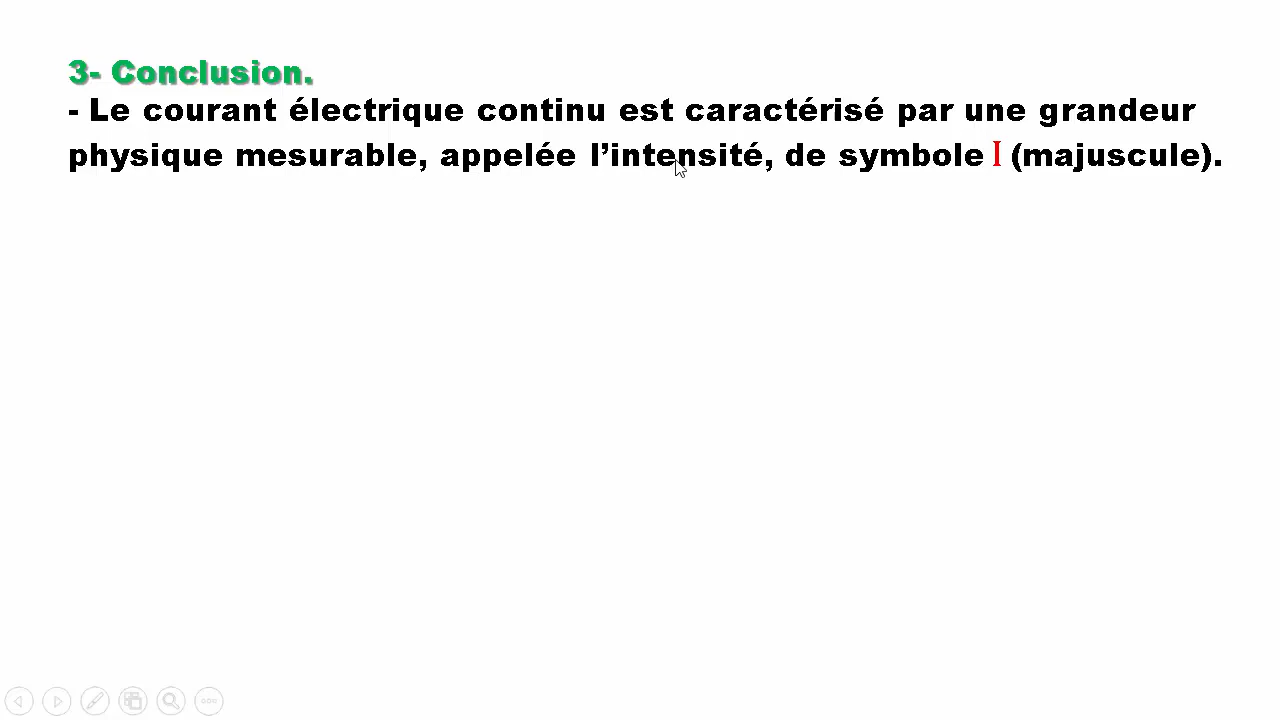 3- Conclusion.
- Le courant électrique continu est caractérisé par une grandeur
physique mesurable, appelée l’intensité, de symbole I (majuscule).